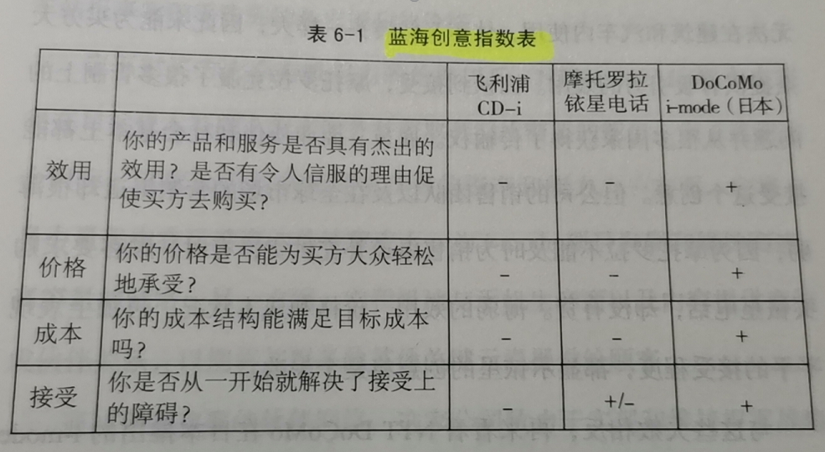 表 6-1 蓝海创意指数表
飞利浦 CD-i
摩托罗拉 铱星电话
DoCoMo i-mode（日本）
效用
你的产品和服务是否具有杰出的
效用？是否有令人信服的理由促
使买方去购买？
– – +
价格
你的价格是否能为买方大众轻松
地承受？
– – +
成本
你的成本结构能满足目标成本
吗？
– – +
接受
你是否从一开始就解决了接受上
的障碍？
– +/– +